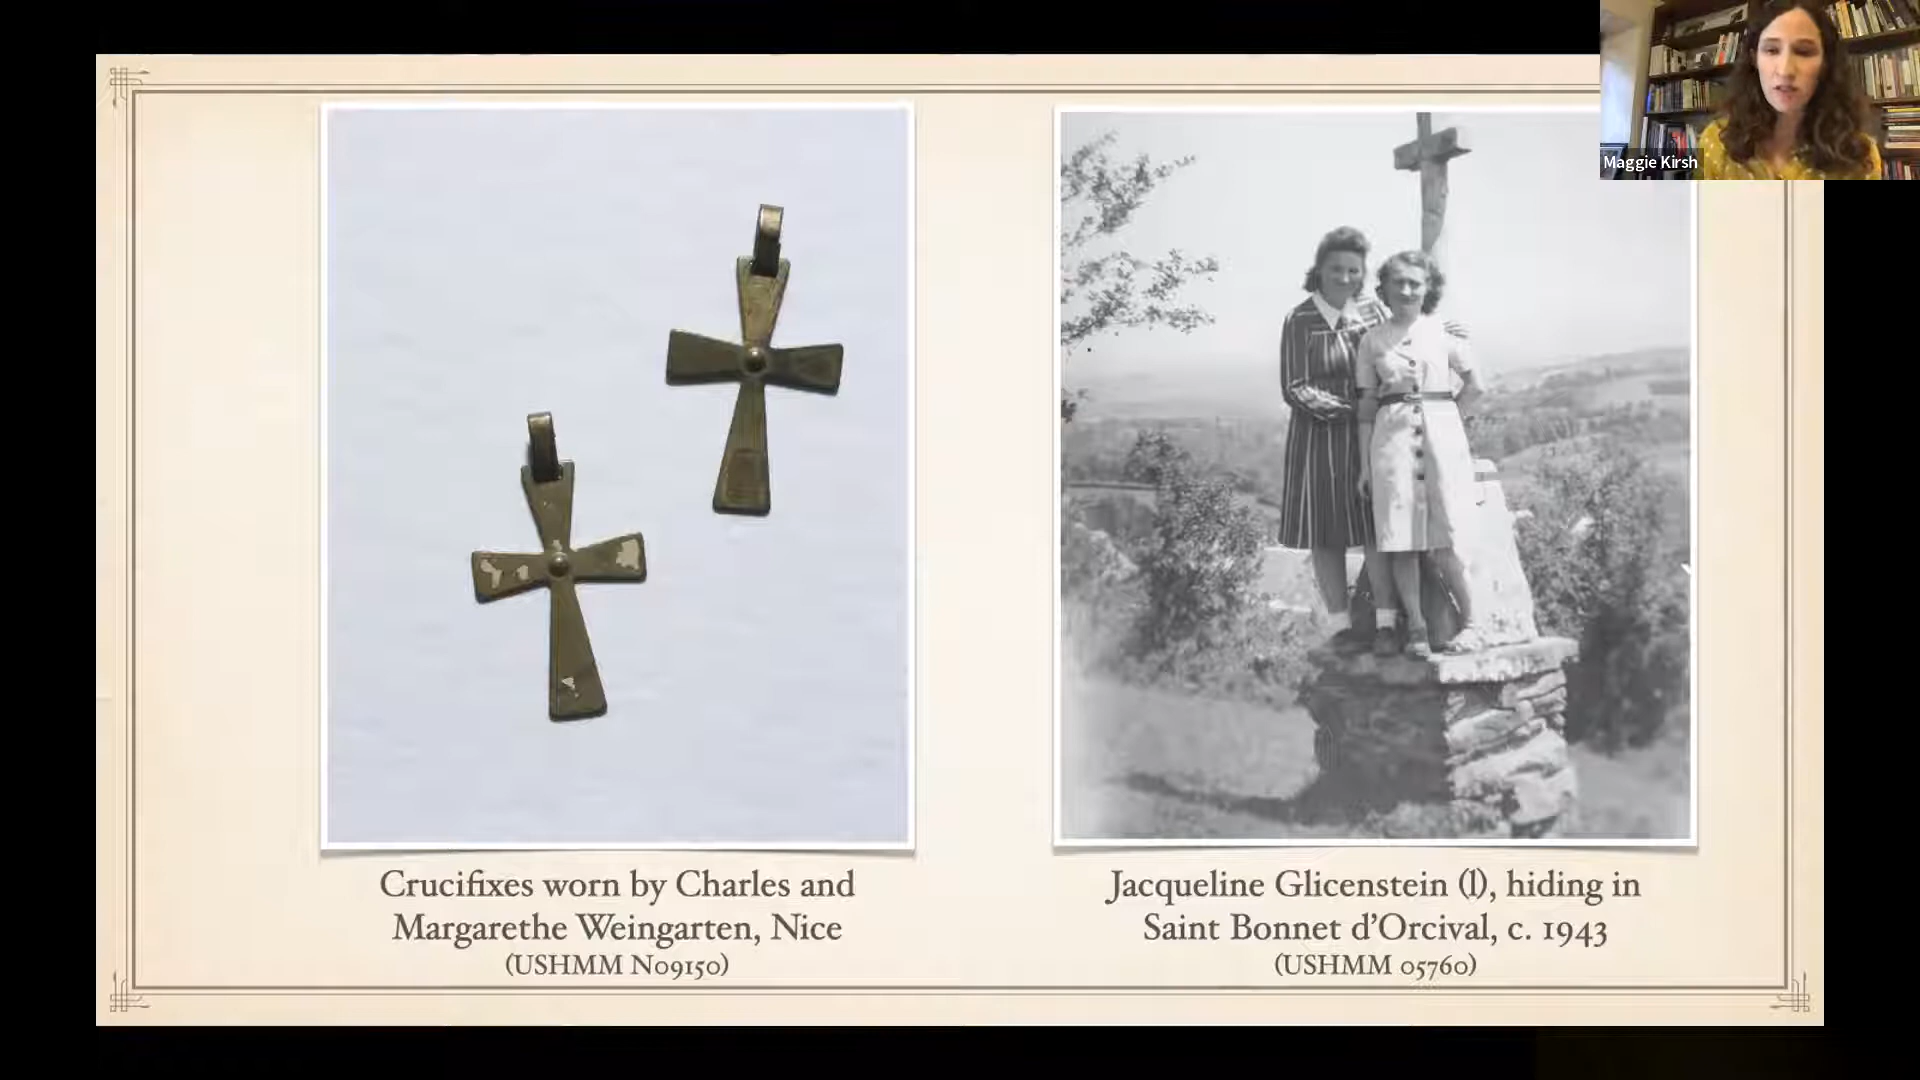 Maggie Kirsh
Crucifixes worn by Charles and
Margarethe Weingarten, Nice
(USHMM N09150)
Jacqueline Glicenstein (l), hiding in
Saint Bonnet d'Orcival, c. 1943
(USHMM 05760)